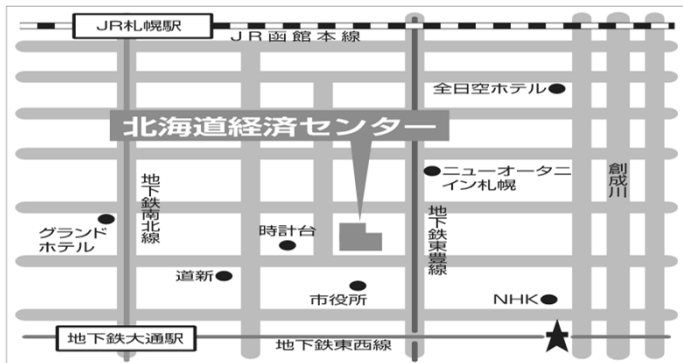 JR札幌駅
JR函館本線
全日空ホテル
北海道経済センター
ニューオータニ
イン札幌
創成川
地下鉄南北線
地下鉄東豊線
グランド
ホテル
時計台
道新
市役所
NHK
地下鉄大通駅
地下鉄東西線